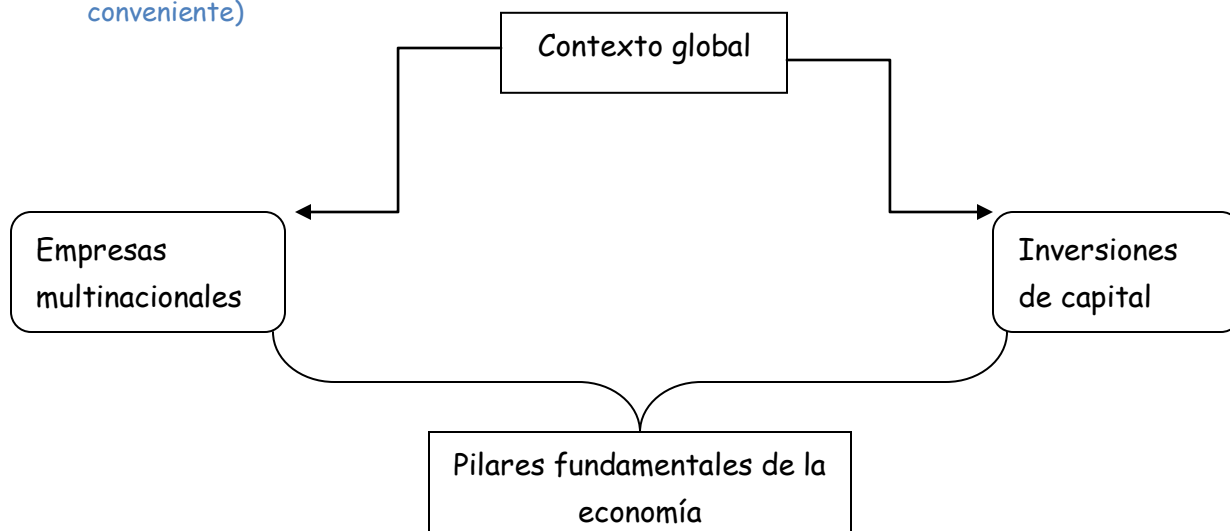 conveniente)
Contexto global
Empresas
multinacionales
Inversiones
de capital
Pilares fundamentales de la
economía